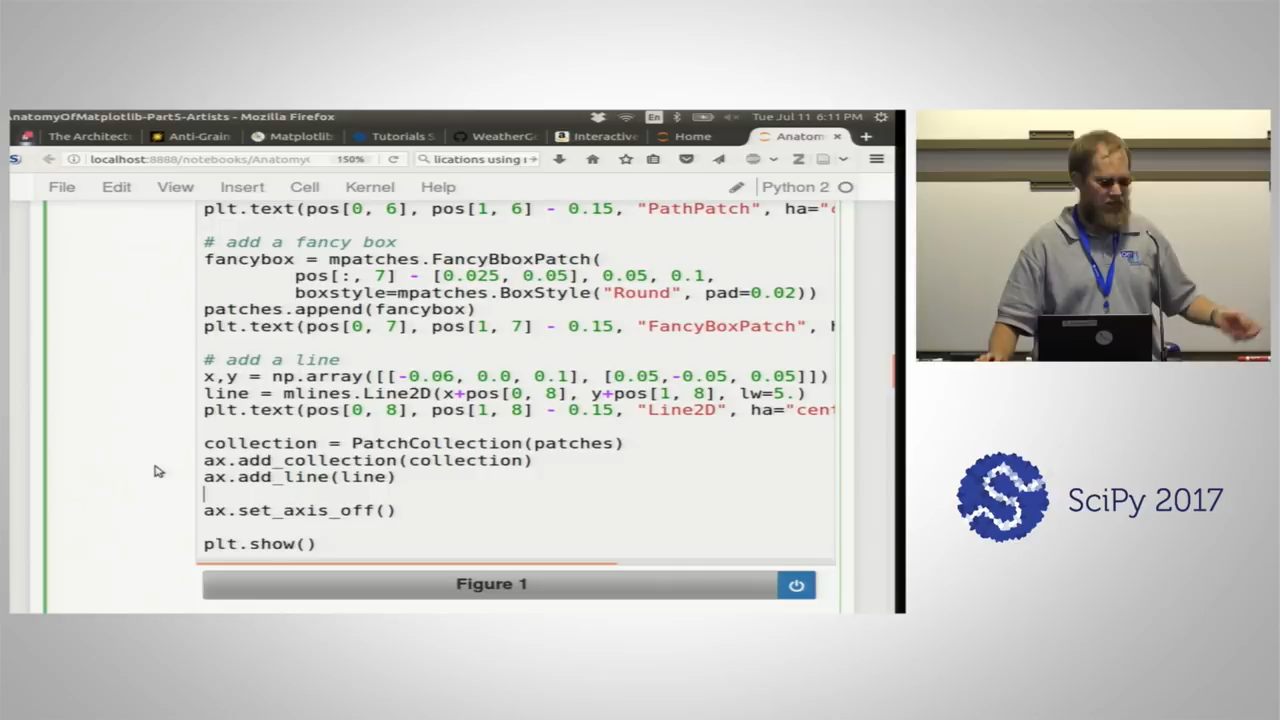 AnatomyOfMatplotlib-Part5-Artists - Mozilla Firefox
En
Tue Jul 11 6:11 PM
The Architect
Anti-Grain
Matplotlib
Tutorials S
WeatherG
Interactive
Home
Anatom
localhost:8888/notebooks/Anatomy
150%
lications using
File Edit View Insert Cell Kernel Help
Python 2
plt.text(pos[0, 6], pos[1, 6] - 0.15, "PathPatch", ha="
# add a fancy box
fancybox = mpatches.FancyBboxPatch(
pos[:, 7] - [0.025, 0.05], 0.05, 0.1,
boxstyle=mpatches.BoxStyle("Round", pad=0.02))
patches.append(fancybox)
plt.text(pos[0, 7], pos[1, 7] - 0.15, "FancyBoxPatch", h
# add a line
x,y = np.array([[-0.06, 0.0, 0.1], [0.05,-0.05, 0.05]])
line = mlines.Line2D(x+pos[0, 8], y+pos[1, 8], lw=5.)
plt.text(pos[0, 8], pos[1, 8] - 0.15, "Line2D", ha="cen
collection = PatchCollection(patches)
ax.add_collection(collection)
ax.add_line(line)
ax.set_axis_off()
plt.show()
Figure 1
SciPy 2017